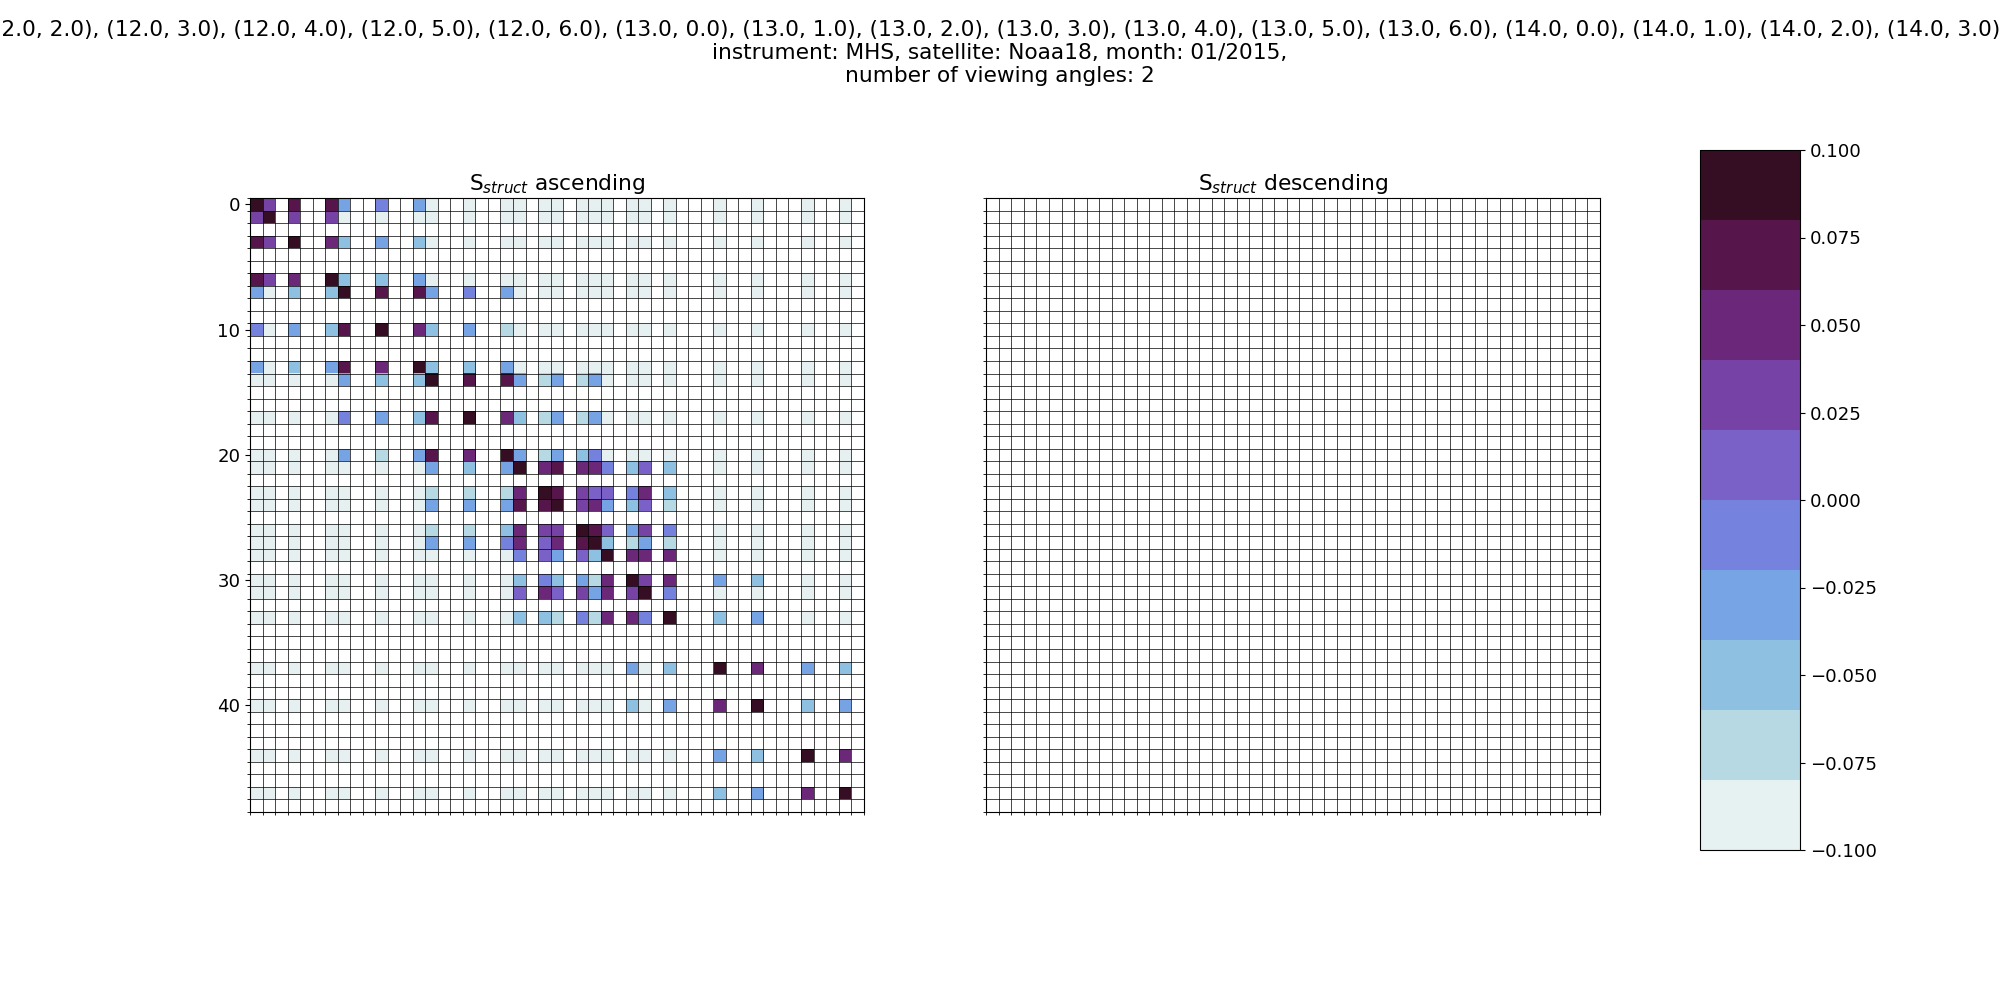 2.0, 2.0), (12.0, 3.0), (12.0, 4.0), (12.0, 5.0), (12.0, 6.0), (13.0, 0.0), (13.0, 1.0), (13.0, 2.0), (13.0, 3.0), (13.0, 4.0), (13.0, 5.0), (13.0, 6.0), (14.0, 0.0), (14.0, 1.0), (14.0, 2.0), (14.0, 3.0)
instrument: MHS, satellite: Noaa18, month: 01/2015,
number of viewing angles: 2
S_struct ascending
0
10
20
30
40
S_struct descending
0.100
0.075
0.050
0.025
0.000
−0.025
−0.050
−0.075
−0.100